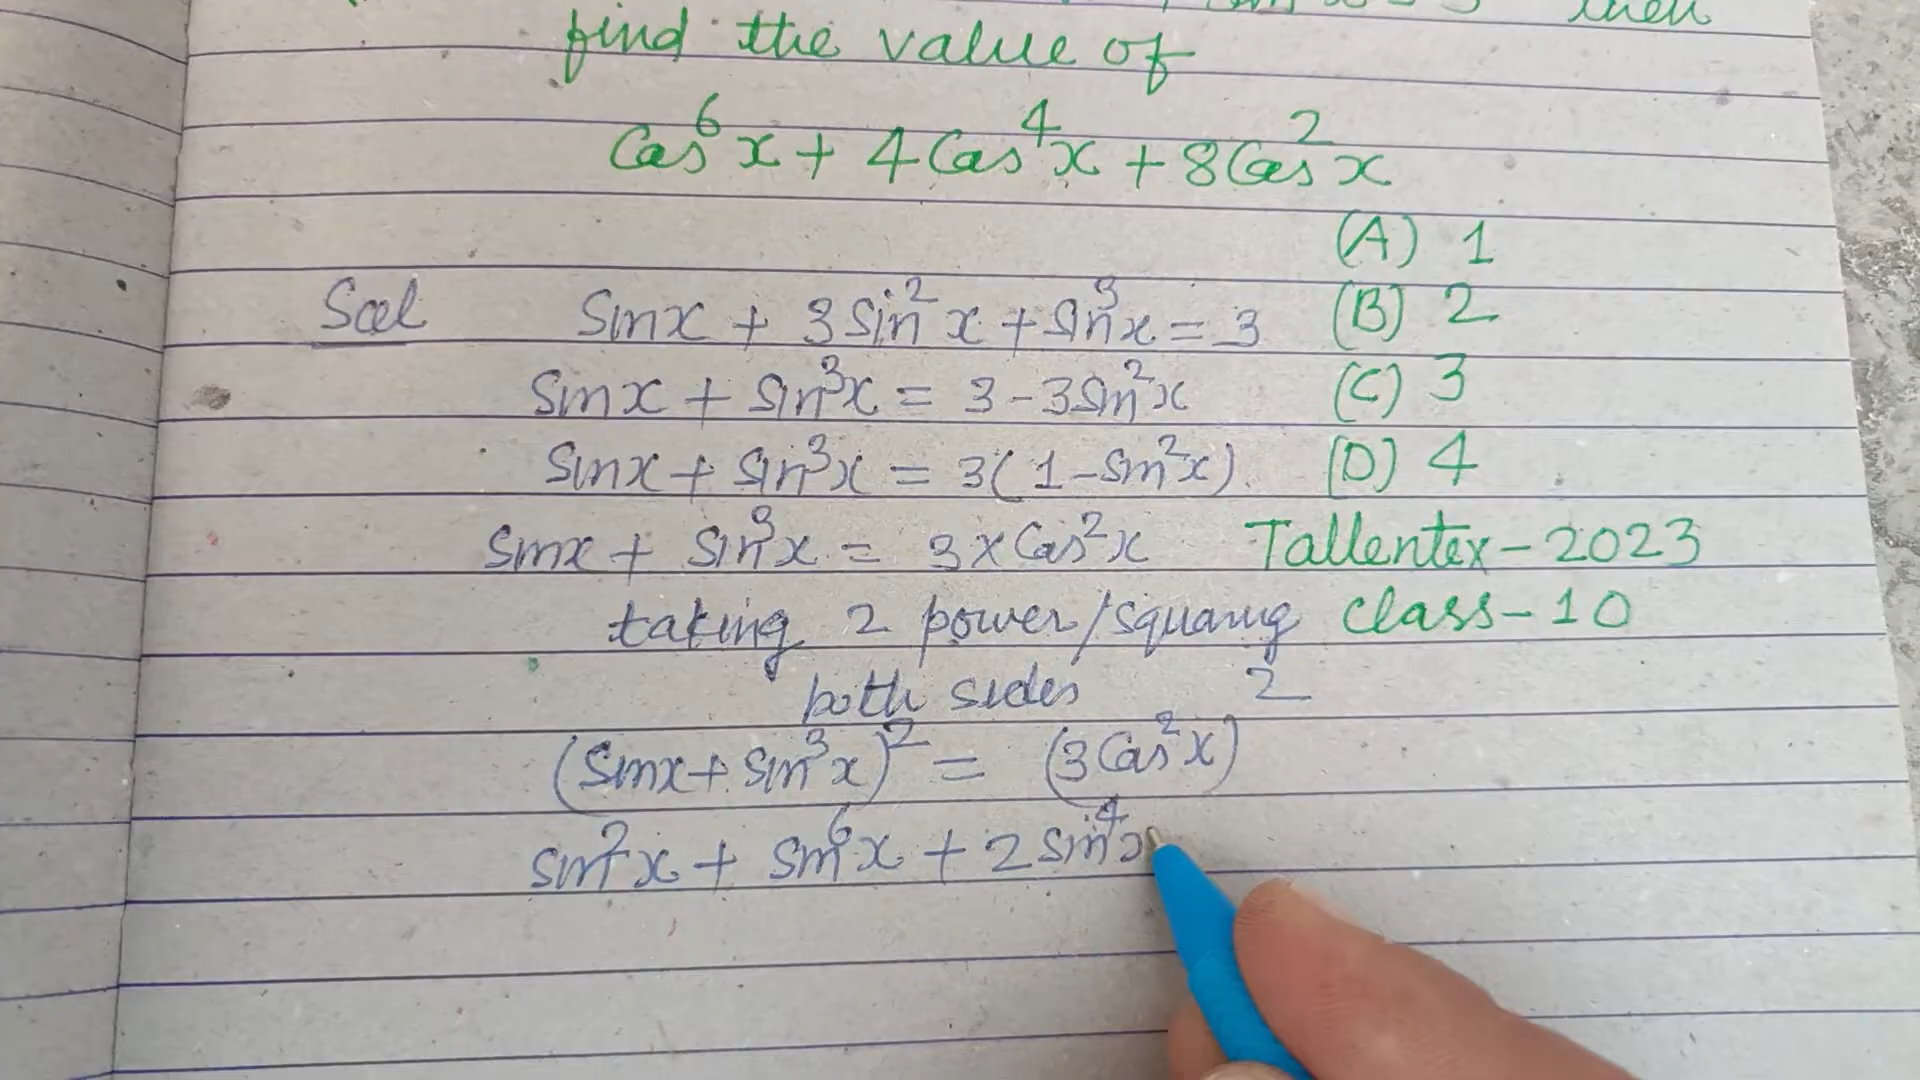 then
find the value of
Cos⁶x + 4Cos⁴x + 8Cos²x
(A) 1
Sol Sinx + 3Sin²x + Sin³x = 3 (B) 2
Sinx + Sin³x = 3 - 3Sin²x (C) 3
Sinx + Sin³x = 3(1-Sin²x) (D) 4
Sinx + Sin³x = 3×Cos²x Tallentex-2023
taking 2 power/squaring Class-10
both sides 2
(Sinx+Sin³x)² = (3Cos²x)
Sin²x + Sin⁶x + 2Sin⁴x